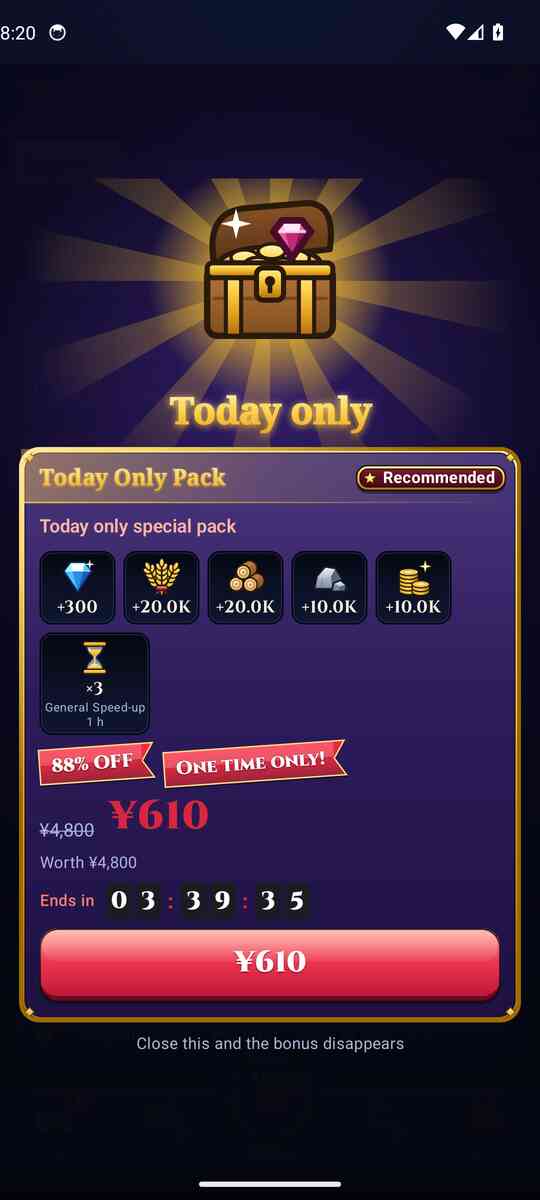 8:20
Today only
Today Only Pack
★ Recommended
Today only special pack
+300
+20.0K
+20.0K
+10.0K
+10.0K
×3
General Speed-up
1 h
88% OFF
One time only!
¥4,800 ¥610
Worth ¥4,800
Ends in 03:39:35
¥610
Close this and the bonus disappears